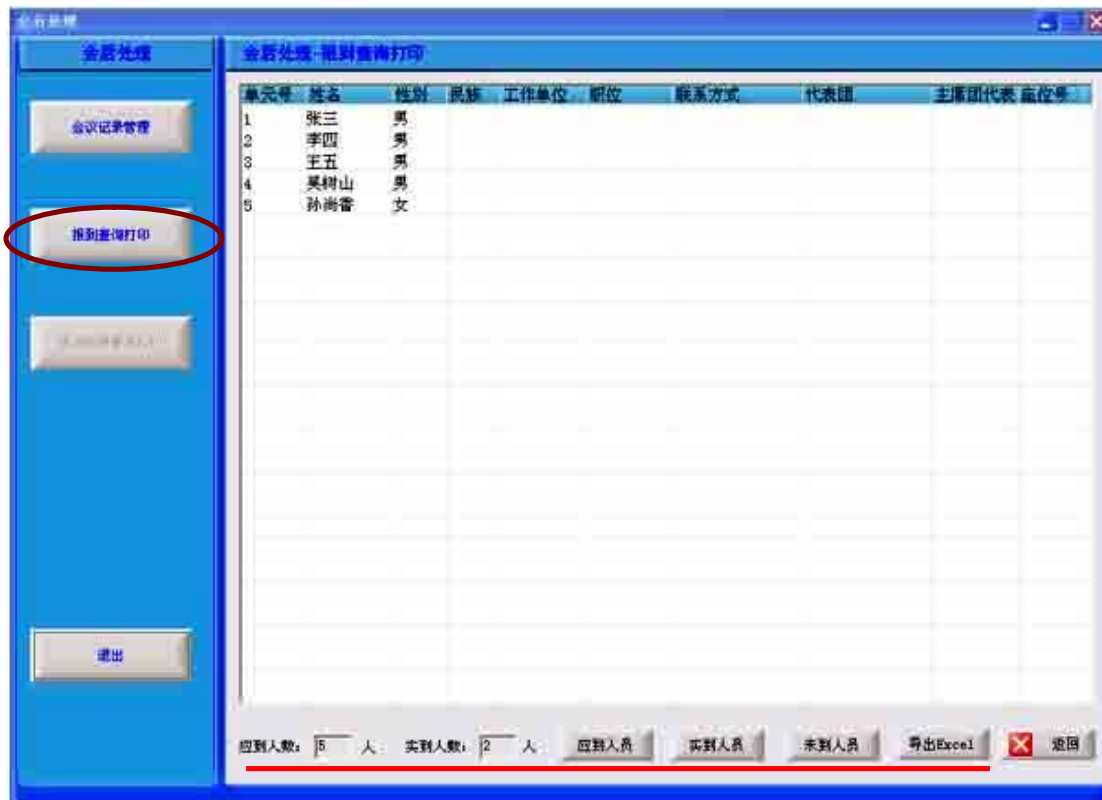 会后处理
会后处理
会后处理-报到查询打印
单元号 姓名 性别 民族 工作单位 职位 联系方式 代表团 主席团代表 座位号
1 张三 男
2 李四 男
3 王五 男
4 吴树山 男
5 孙尚香 女
会议记录管理
报到查询打印
退出
应到人数: 5 人 实到人数: 2 人 应到人员 实到人员 未到人员 导出Excel 返回